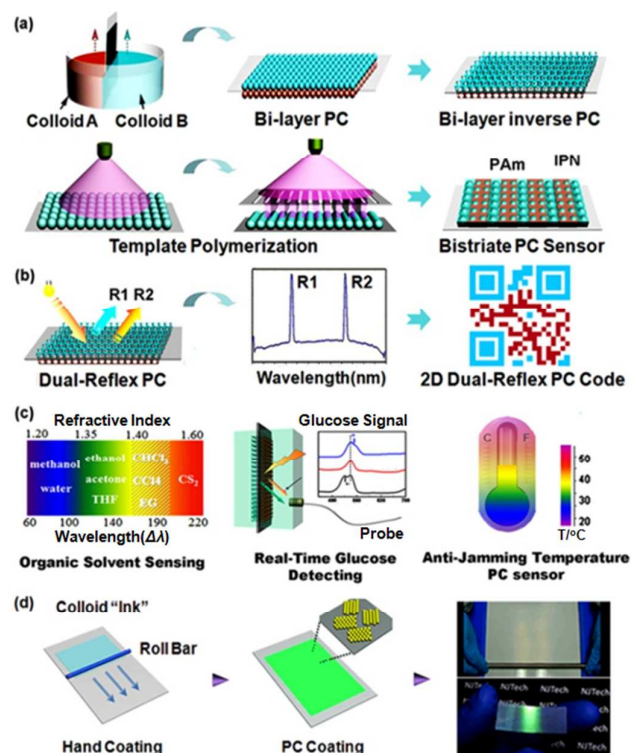 (a)
A A
Colloid A Colloid B
Bi-layer PC
Bi-layer inverse PC
PAm IPN
Template Polymerization
Bistriate PC Sensor
(b)
R1 R2
Dual-Reflex PC
R1 R2
Wavelength(nm)
2D Dual-Reflex PC Code
(c)
Refractive Index
1.20 1.35 1.40 1.60
methanol
water
ethanol
acetone
THF
CHCl3
CCl4
EG
CS2
60 100 140 190 220
Wavelength(Δλ)
Organic Solvent Sensing
Glucose Signal
Probe
Real-Time Glucose
Detecting
C F
50
40
30
20
T/°C
Anti-Jamming Temperature
PC sensor
(d)
Colloid "Ink"
Roll Bar
Hand Coating
PC Coating
NJTech
NJTech
NJTech